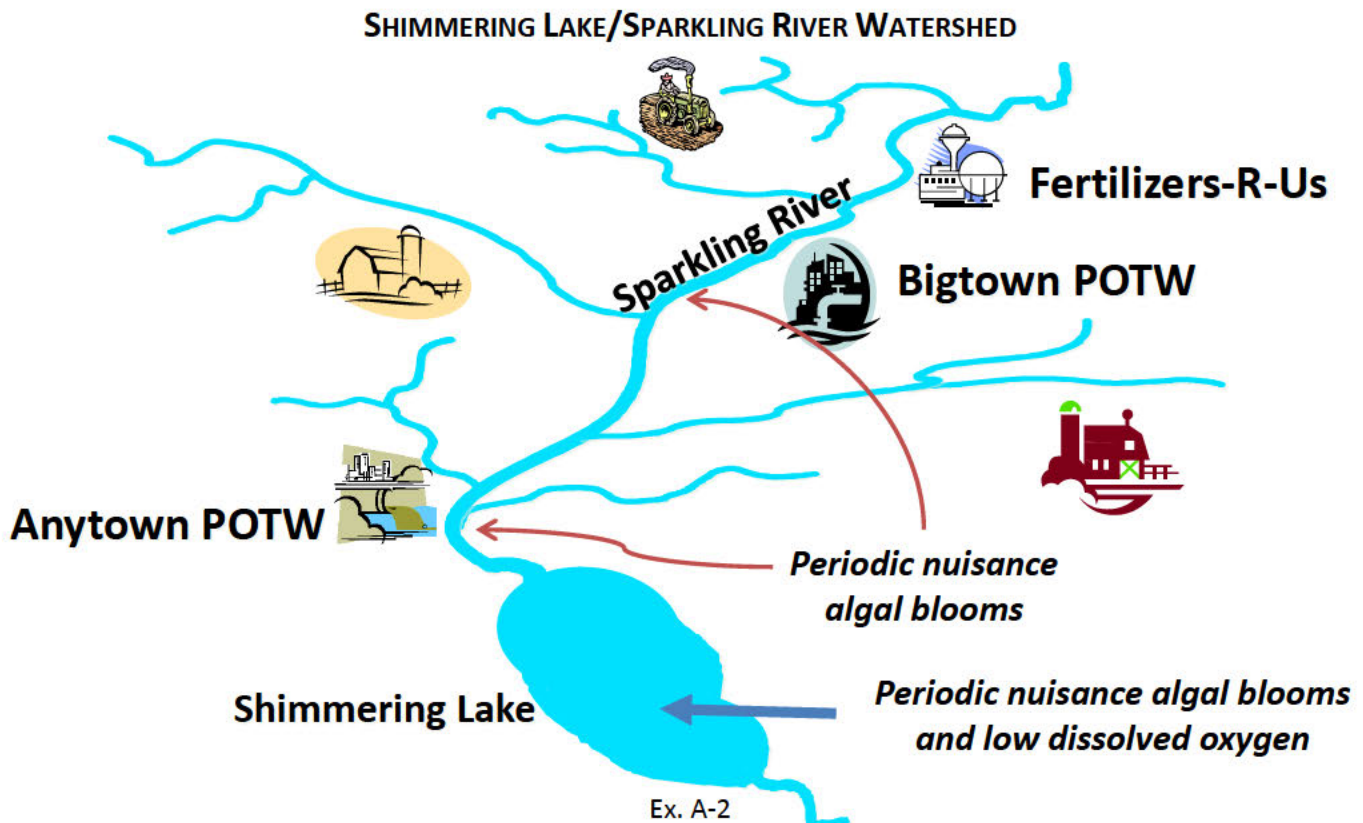 SHIMMERING LAKE/SPARKLING RIVER WATERSHED
Fertilizers-R-Us
Sparkling River
Bigtown POTW
Anytown POTW
Periodic nuisance
algal blooms
Shimmering Lake
Periodic nuisance algal blooms
and low dissolved oxygen
Ex. A-2